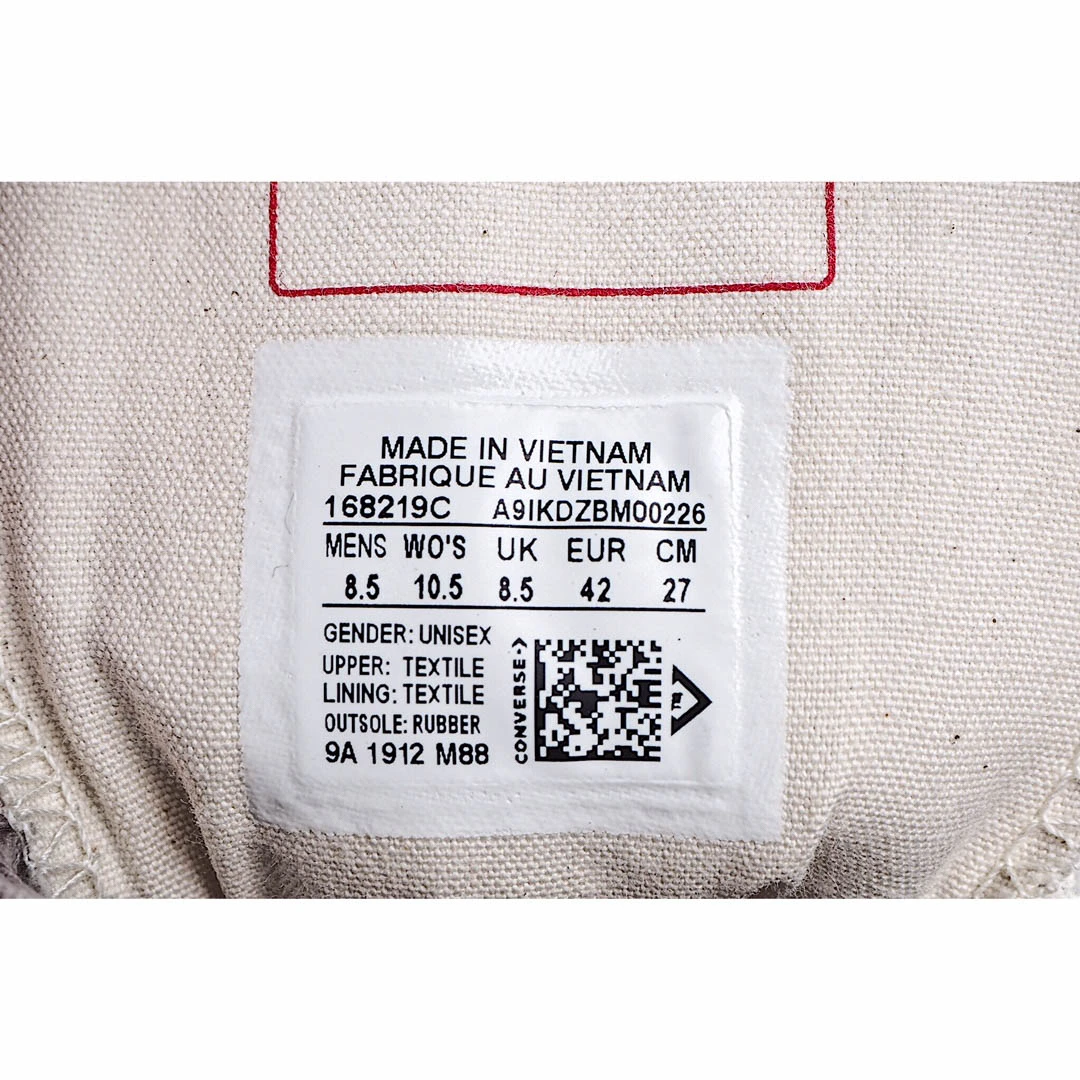 MADE IN VIETNAM
FABRIQUE AU VIETNAM
168219C A9IKDZBM00226
MENS WO'S UK EUR CM
8.5 10.5 8.5 42 27
GENDER: UNISEX
UPPER: TEXTILE
LINING: TEXTILE
OUTSOLE: RUBBER
9A 1912 M88
CONVERSE
TM